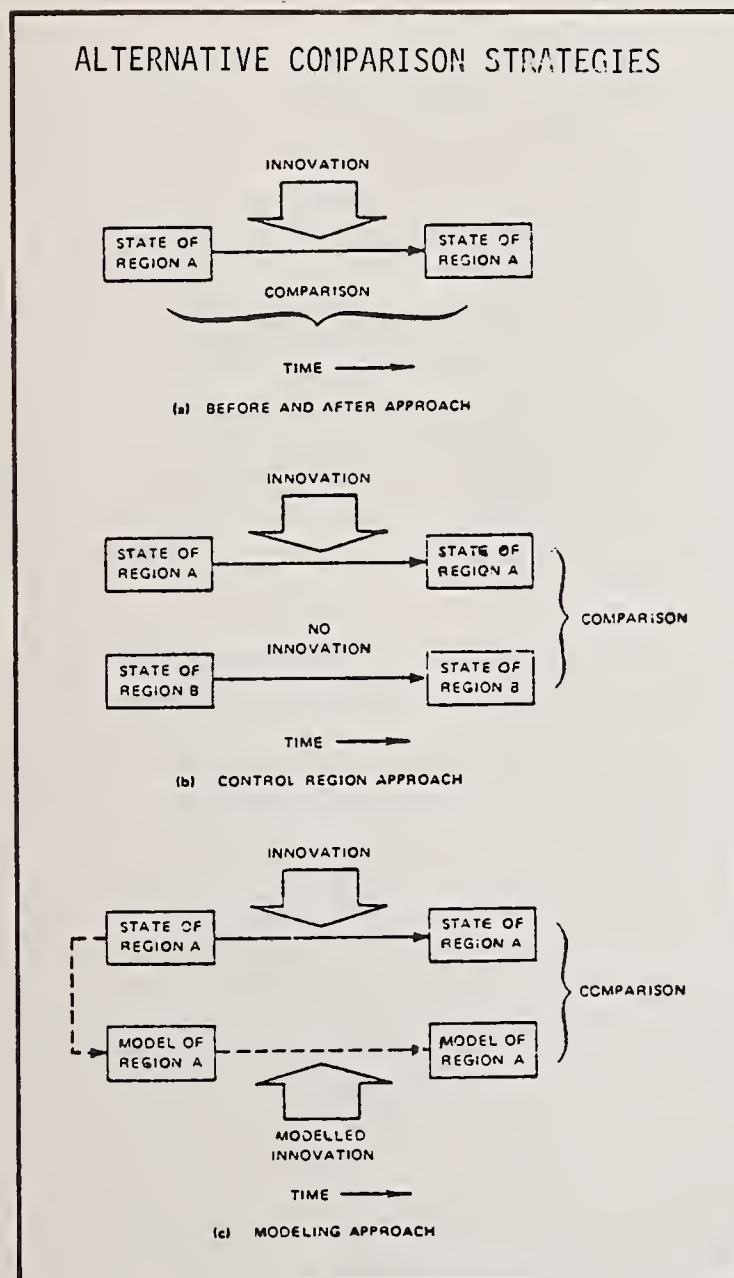 ALTERNATIVE COMPARISON STRATEGIES
INNOVATION
STATE OF
REGION A
STATE OF
REGION A
COMPARISON
TIME
(a) BEFORE AND AFTER APPROACH
INNOVATION
STATE OF
REGION A
STATE OF
REGION A
NO
INNOVATION
COMPARISON
STATE OF
REGION B
STATE OF
REGION B
TIME
(b) CONTROL REGION APPROACH
INNOVATION
STATE OF
REGION A
STATE OF
REGION A
COMPARISON
MODEL OF
REGION A
MODEL OF
REGION A
MODELLED
INNOVATION
TIME
(c) MODELING APPROACH